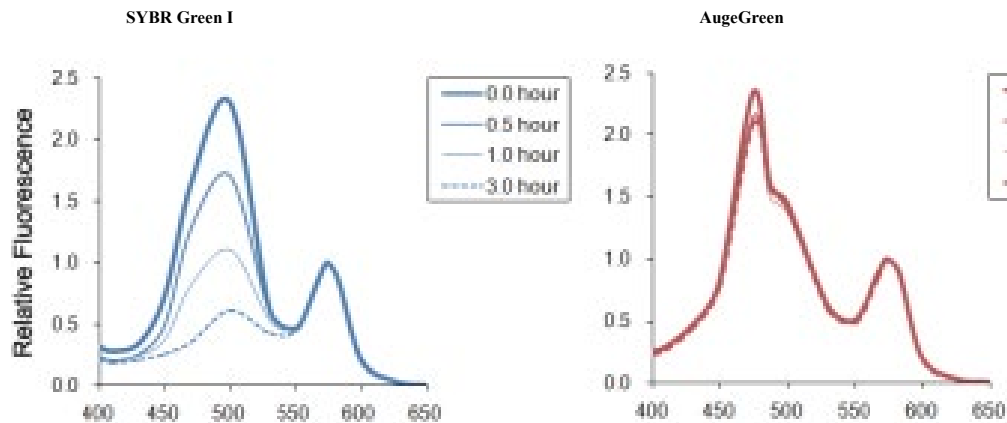 SYBR Green I
AugeGreen
Relative Fluorescence
2.5
2.0
1.5
1.0
0.5
0.0
400 450 500 550 600 650
0.0 hour
0.5 hour
1.0 hour
3.0 hour
2.5
2.0
1.5
1.0
0.5
0.0
400 450 500 550 600 650